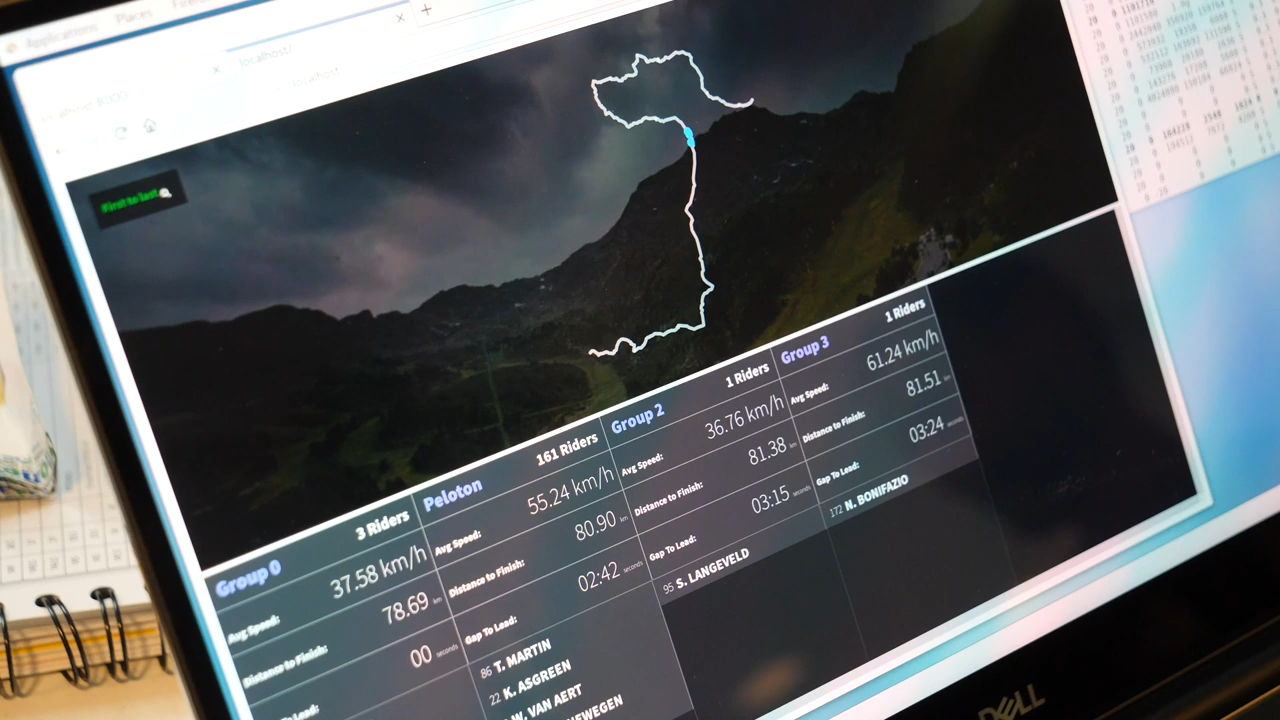 Applications Places
localhost/
localhost
First to last
Group 0 3 Riders
Avg Speed: 37.58 km/h
Distance to Finish: 78.69 km
00 seconds
Peloton 161 Riders
Avg Speed: 55.24 km/h
Distance to Finish: 80.90 km
Gap To Lead: 02:42 seconds
86 T. MARTIN
22 K. ASGREEN
W. VAN AERT
Group 2 1 Riders
Avg Speed: 36.76 km/h
Distance to Finish: 81.38 km
Gap To Lead: 03:15 seconds
95 S. LANGEVELD
Group 3 1 Riders
Avg Speed: 61.24 km/h
Distance to Finish: 81.51 km
Gap To Lead: 03:24 seconds
172 N. BONIFAZIO
DELL